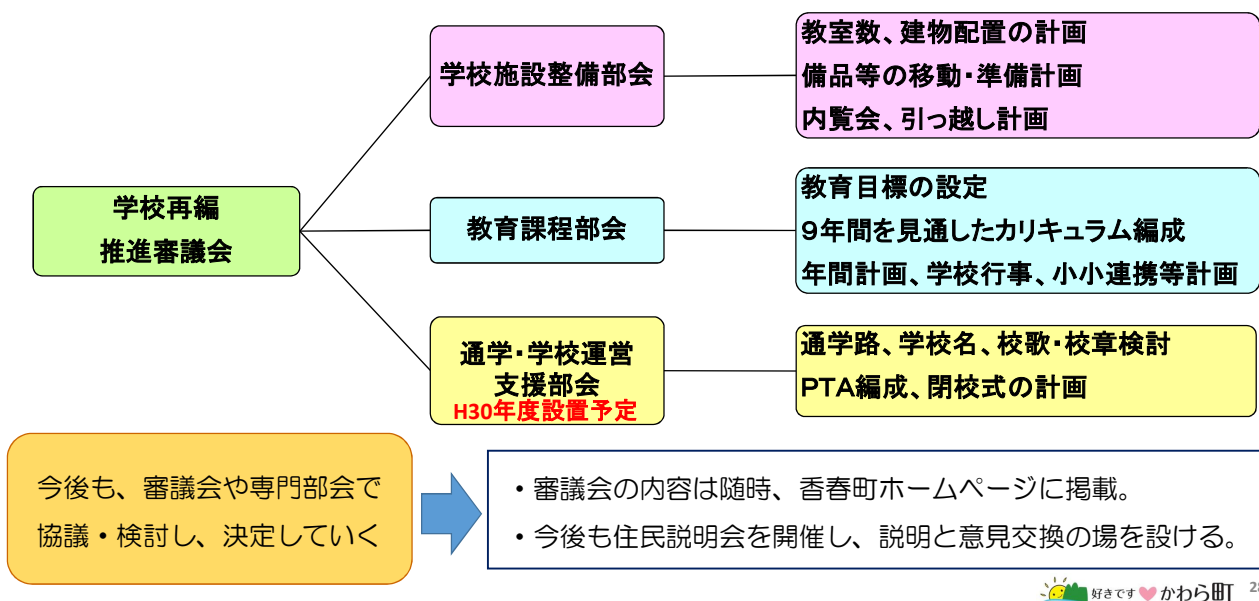 学校施設整備部会
教室数、建物配置の計画
備品等の移動・準備計画
内覧会、引っ越し計画
学校再編
推進審議会
教育課程部会
教育目標の設定
9年間を見通したカリキュラム編成
年間計画、学校行事、小小連携等計画
通学・学校運営
支援部会
H30年度設置予定
通学路、学校名、校歌・校章検討
PTA編成、閉校式の計画
今後も、審議会や専門部会で
協議・検討し、決定していく
・審議会の内容は随時、香春町ホームページに掲載。
・今後も住民説明会を開催し、説明と意見交換の場を設ける。
好きです かわら町